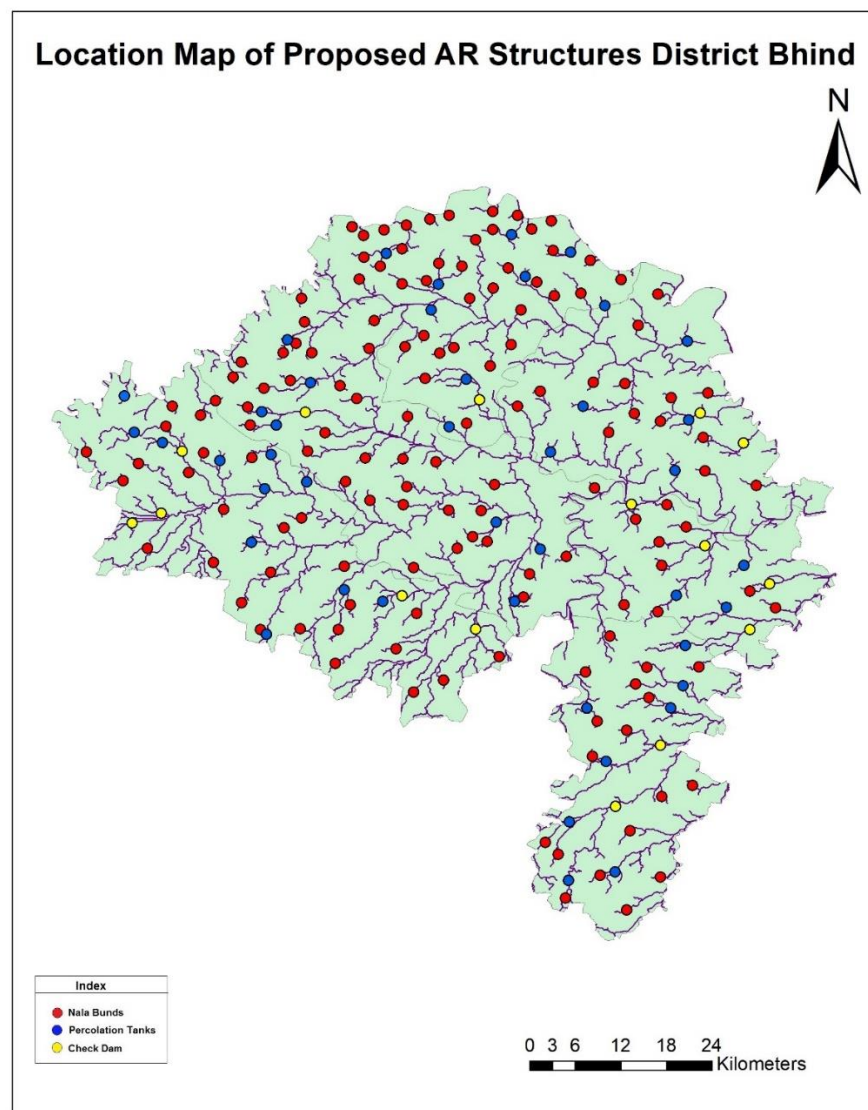 Location Map of Proposed AR Structures District Bhind
N
Index
Nala Bunds
Percolation Tanks
Check Dam
0 3 6 12 18 24
Kilometers